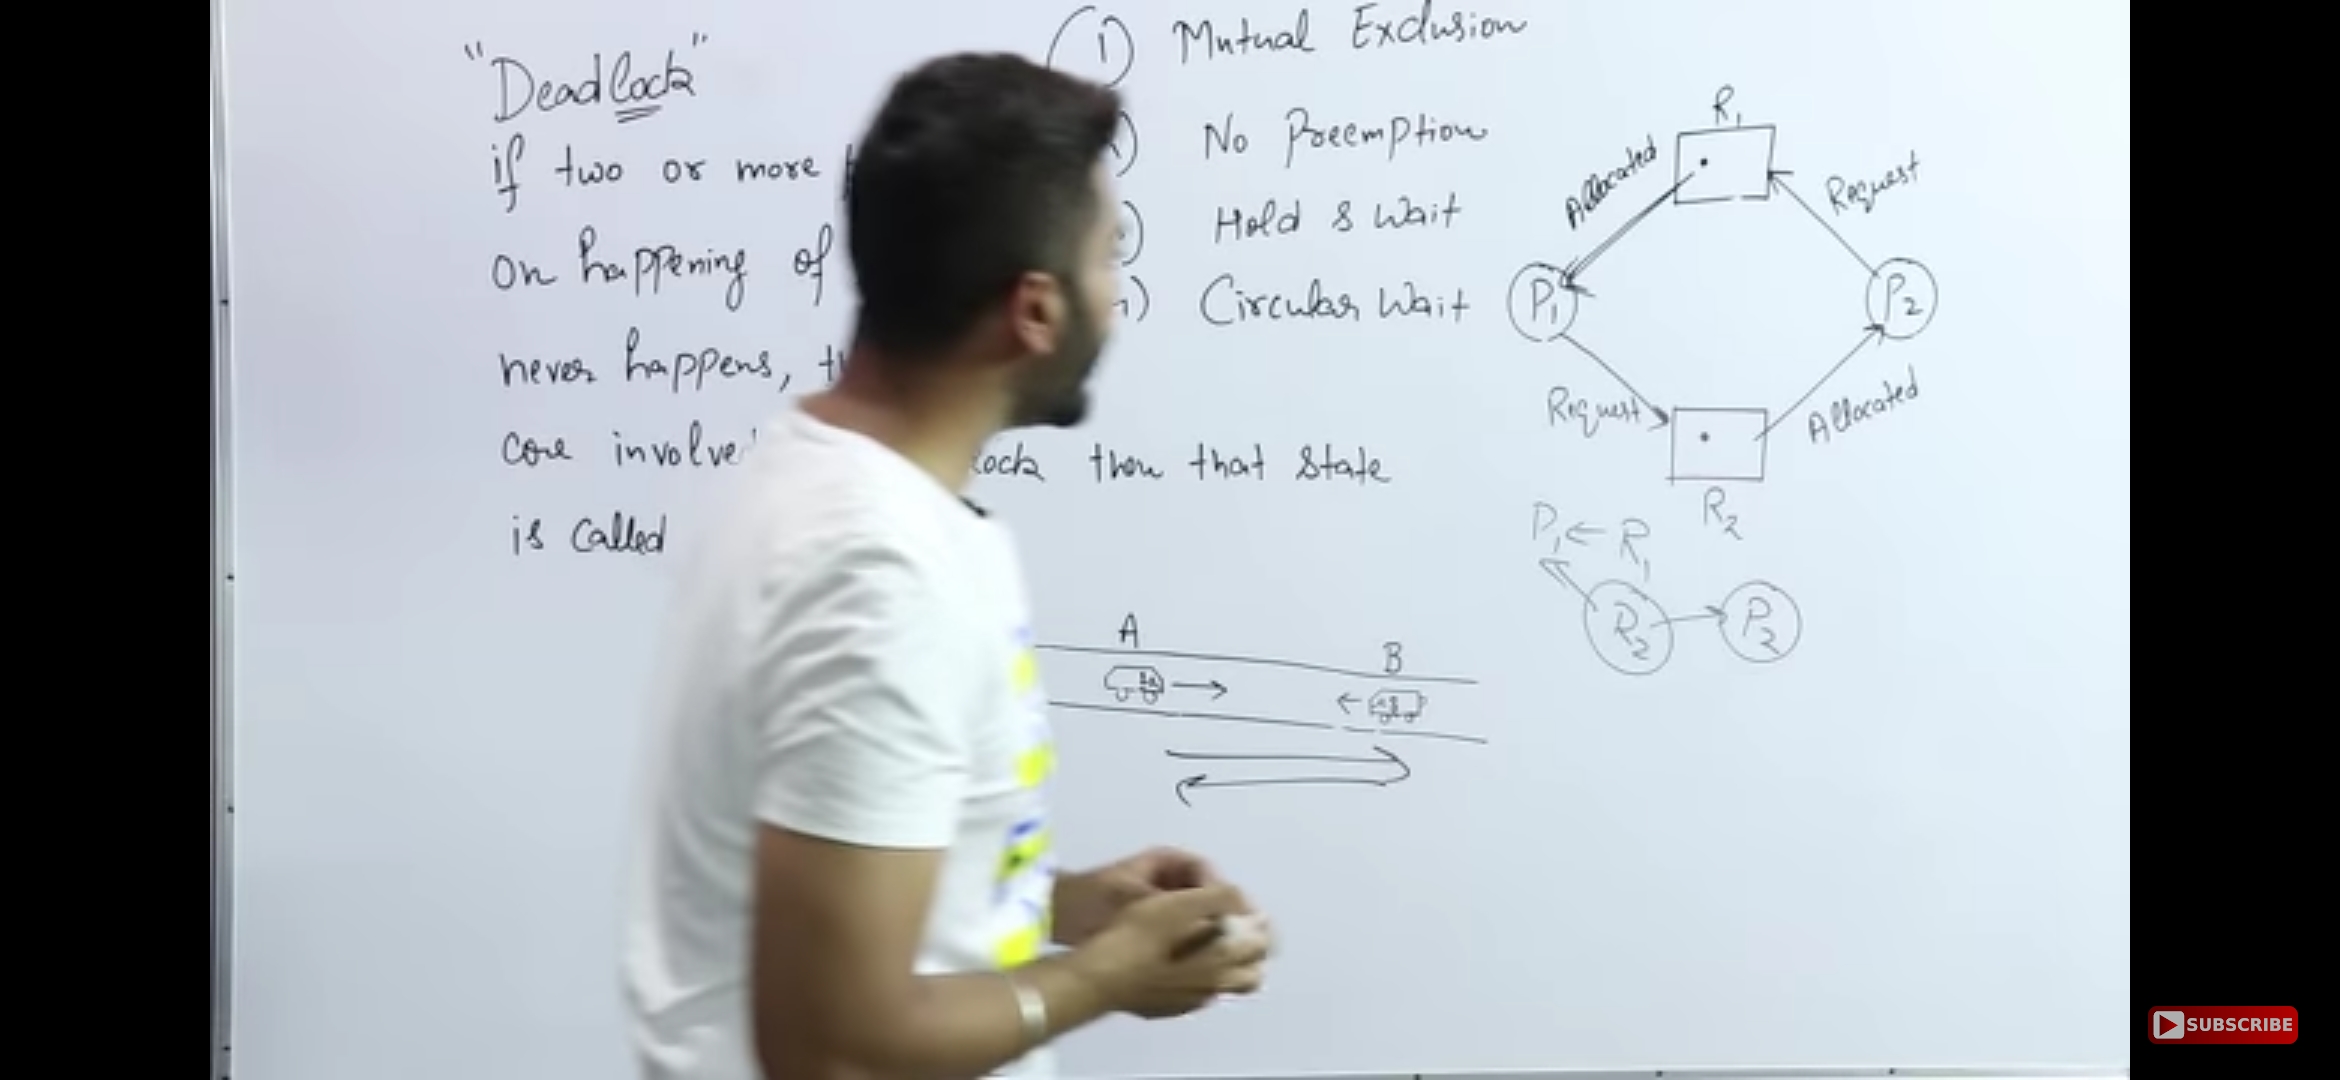 "Deadlock"
if two or more
on happening of
never happens,
are involve lock then that state
is called
1) Mutual Exclusion
) No Preemption
) Hold & Wait
) Circular Wait
R1
Allocated
Request
P1
P2
Request
Allocated
R2
P1 ← R1
R2
P2
A
B
SUBSCRIBE